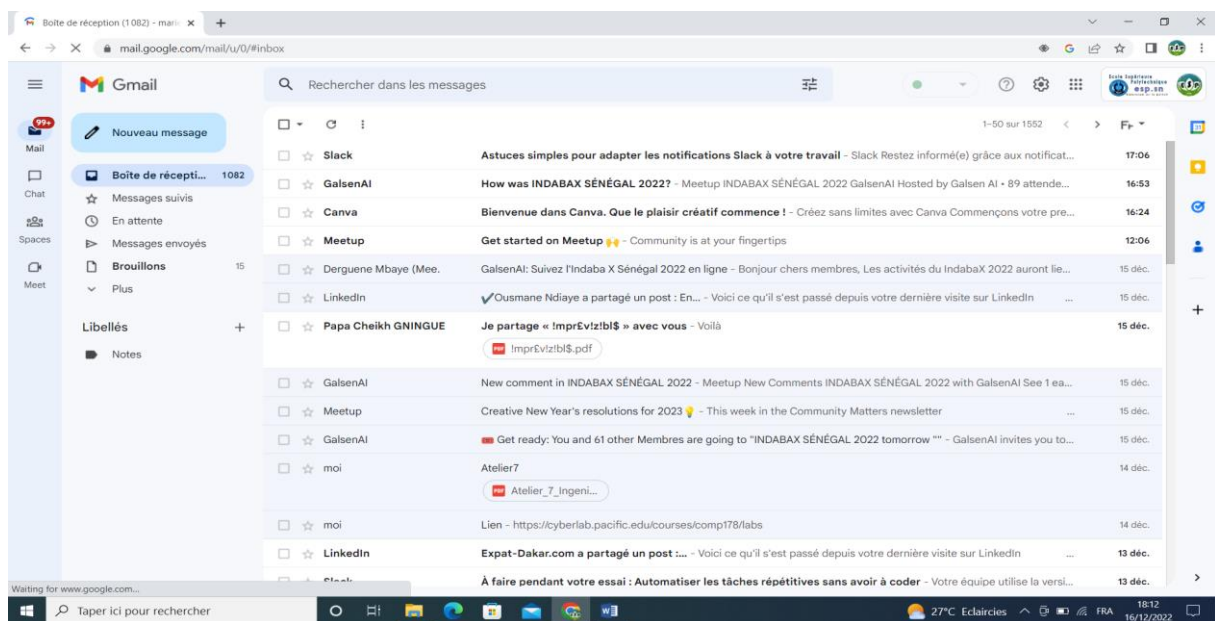 Boîte de réception (1 082) - mari
mail.google.com/mail/u/0/#inbox
Gmail
Rechercher dans les messages
École Supérieure
Polytechnique
esp.sn
99+
Mail
Chat
Spaces
Meet
Nouveau message
Boîte de récepti... 1082
Messages suivis
En attente
Messages envoyés
Brouillons 15
Plus
Libellés
Notes
1–50 sur 1552
Slack Astuces simples pour adapter les notifications Slack à votre travail - Slack Restez informé(e) grâce aux notificat... 17:06
GalsenAI How was INDABAX SÉNÉGAL 2022? - Meetup INDABAX SÉNÉGAL 2022 GalsenAI Hosted by Galsen AI • 89 attende... 16:53
Canva Bienvenue dans Canva. Que le plaisir créatif commence ! - Créez sans limites avec Canva Commençons votre pre... 16:24
Meetup Get started on Meetup 🙌 - Community is at your fingertips 12:06
Derguene Mbaye (Mee. GalsenAI: Suivez l'Indaba X Sénégal 2022 en ligne - Bonjour chers membres, Les activités du IndabaX 2022 auront lie... 15 déc.
LinkedIn ✔Ousmane Ndiaye a partagé un post : En... - Voici ce qu'il s'est passé depuis votre dernière visite sur LinkedIn ... 15 déc.
Papa Cheikh GNINGUE Je partage « !mpr£v!z!bl$ » avec vous - Voilà 15 déc.
PDF !mpr£v!z!bl$.pdf
GalsenAI New comment in INDABAX SÉNÉGAL 2022 - Meetup New Comments INDABAX SÉNÉGAL 2022 with GalsenAI See 1 ea... 15 déc.
Meetup Creative New Year's resolutions for 2023💡 - This week in the Community Matters newsletter ... 15 déc.
GalsenAI 🎟 Get ready: You and 61 other Membres are going to "INDABAX SÉNÉGAL 2022 tomorrow "" - GalsenAI invites you to... 15 déc.
moi Atelier7 14 déc.
PDF Atelier_7_Ingeni...
moi Lien - https://cyberlab.pacific.edu/courses/comp178/labs 14 déc.
LinkedIn Expat-Dakar.com a partagé un post :... - Voici ce qu'il s'est passé depuis votre dernière visite sur LinkedIn ... 13 déc.
Slack À faire pendant votre essai : Automatiser les tâches répétitives sans avoir à coder - Votre équipe utilise la versi... 13 déc.
Waiting for www.google.com...
Taper ici pour rechercher
27°C Eclaircies
FRA
18:12
16/12/2022